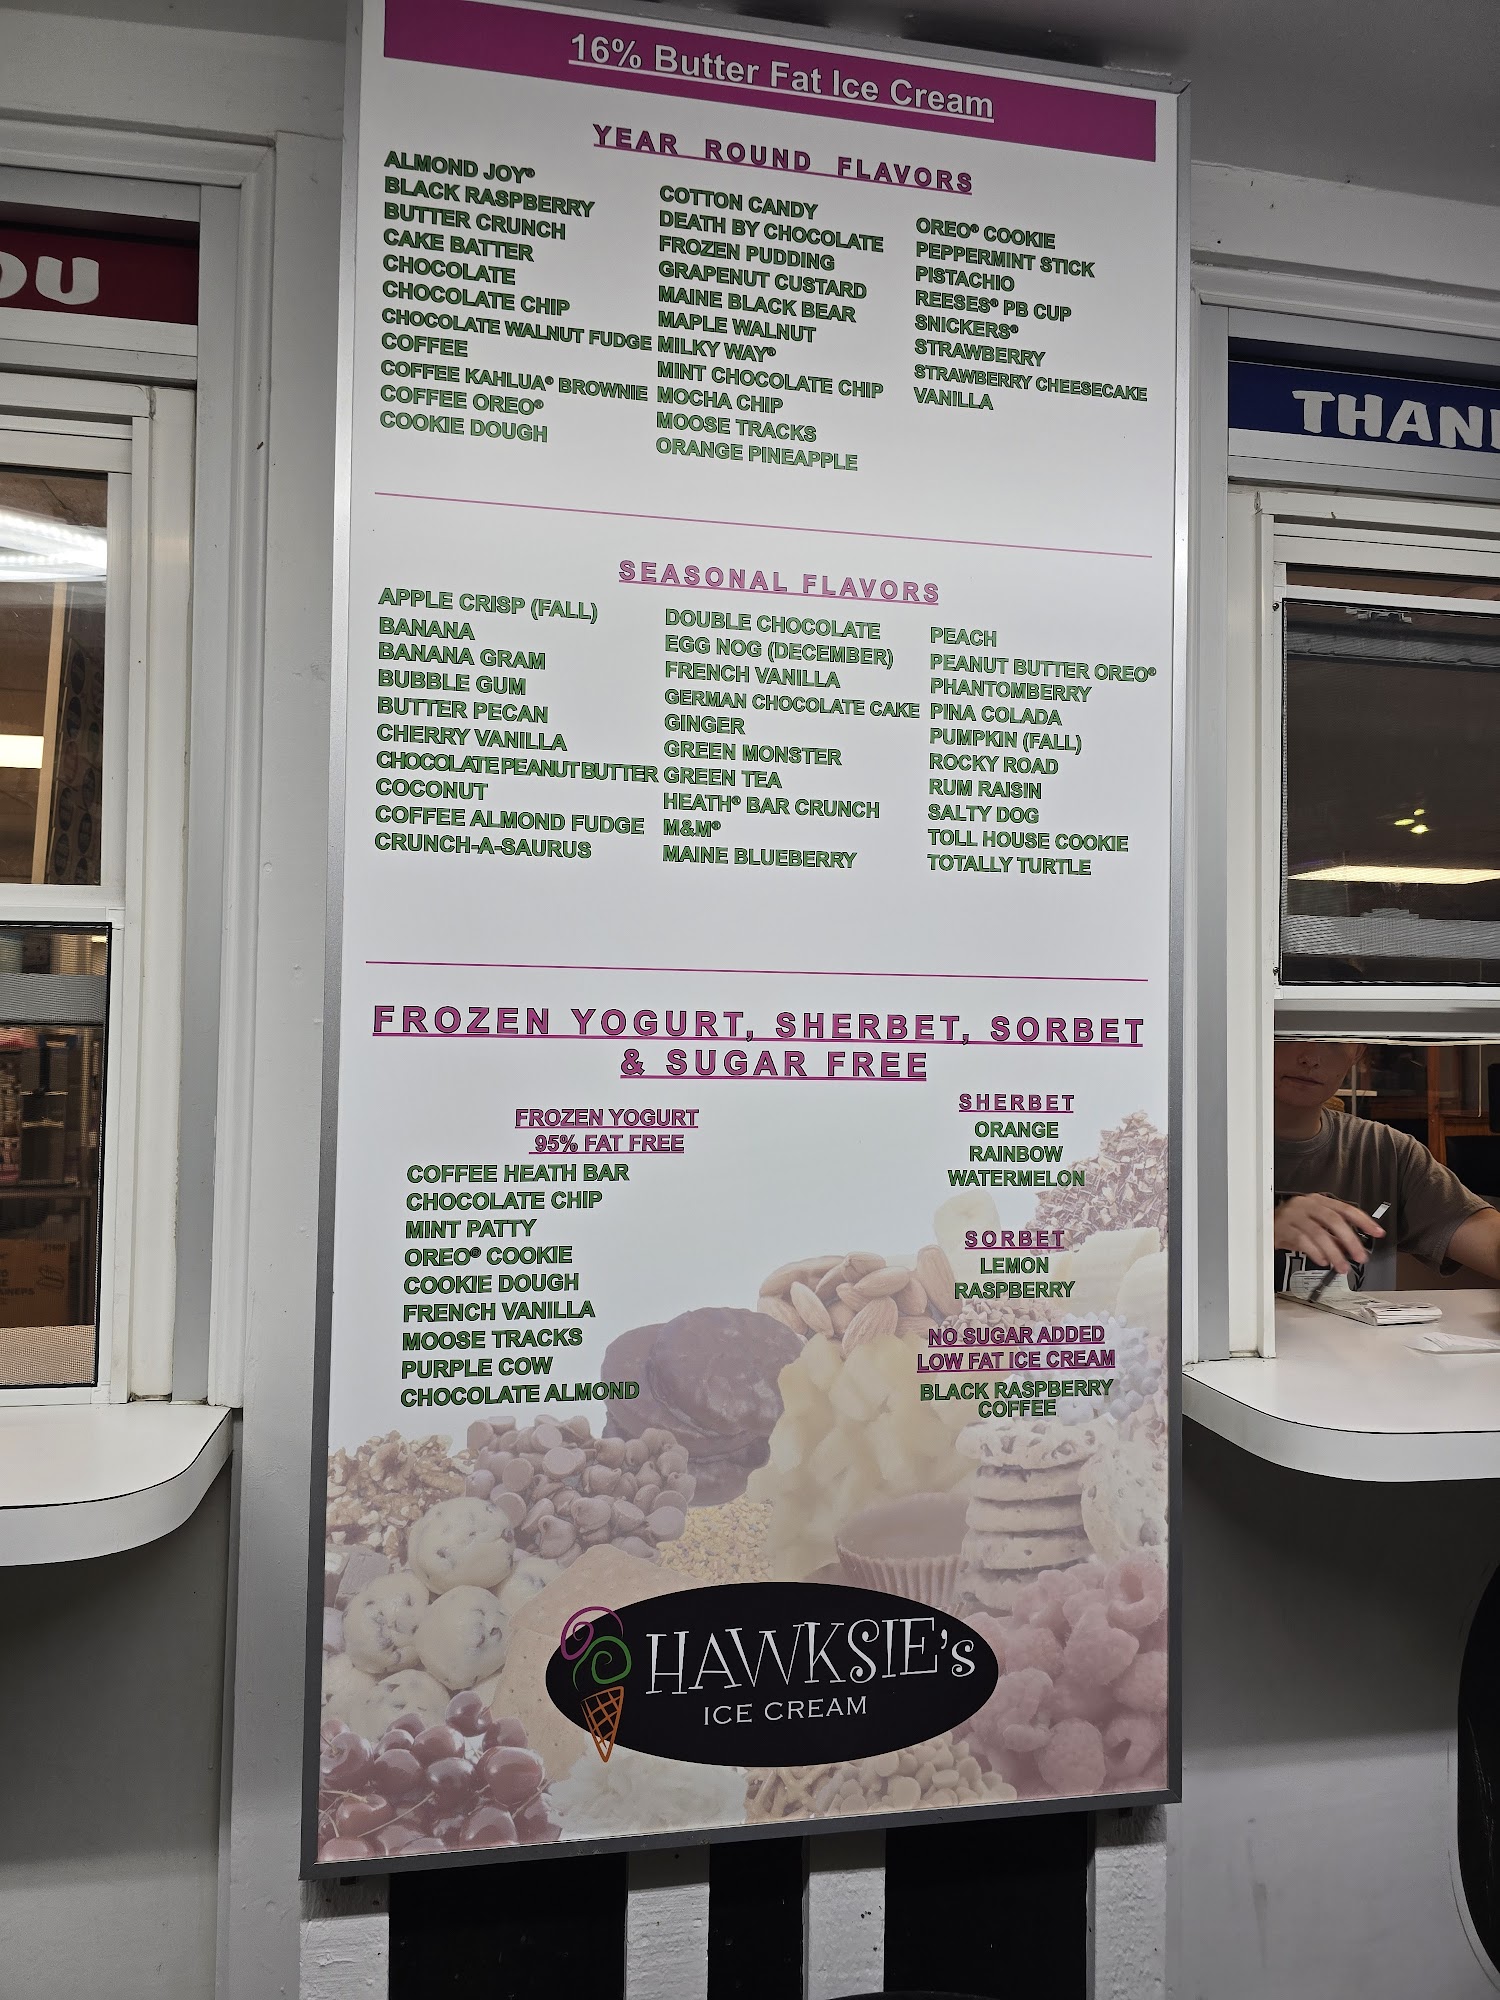 16% Butter Fat Ice Cream
YEAR ROUND FLAVORS
ALMOND JOY®
BLACK RASPBERRY
BUTTER CRUNCH
CAKE BATTER
CHOCOLATE
CHOCOLATE CHIP
CHOCOLATE WALNUT FUDGE
COFFEE
COFFEE KAHLUA® BROWNIE
COFFEE OREO®
COOKIE DOUGH
COTTON CANDY
DEATH BY CHOCOLATE
FROZEN PUDDING
GRAPENUT CUSTARD
MAINE BLACK BEAR
MAPLE WALNUT
MILKY WAY®
MINT CHOCOLATE CHIP
MOCHA CHIP
MOOSE TRACKS
ORANGE PINEAPPLE
OREO® COOKIE
PEPPERMINT STICK
PISTACHIO
REESES® PB CUP
SNICKERS®
STRAWBERRY
STRAWBERRY CHEESECAKE
VANILLA
SEASONAL FLAVORS
APPLE CRISP (FALL)
BANANA
BANANA GRAM
BUBBLE GUM
BUTTER PECAN
CHERRY VANILLA
CHOCOLATE PEANUT BUTTER
COCONUT
COFFEE ALMOND FUDGE
CRUNCH-A-SAURUS
DOUBLE CHOCOLATE
EGG NOG (DECEMBER)
FRENCH VANILLA
GERMAN CHOCOLATE CAKE
GINGER
GREEN MONSTER
GREEN TEA
HEATH® BAR CRUNCH
M&M®
MAINE BLUEBERRY
PEACH
PEANUT BUTTER OREO®
PHANTOMBERRY
PINA COLADA
PUMPKIN (FALL)
ROCKY ROAD
RUM RAISIN
SALTY DOG
TOLL HOUSE COOKIE
TOTALLY TURTLE
FROZEN YOGURT, SHERBET, SORBET
& SUGAR FREE
FROZEN YOGURT
95% FAT FREE
COFFEE HEATH BAR
CHOCOLATE CHIP
MINT PATTY
OREO® COOKIE
COOKIE DOUGH
FRENCH VANILLA
MOOSE TRACKS
PURPLE COW
CHOCOLATE ALMOND
SHERBET
ORANGE
RAINBOW
WATERMELON
SORBET
LEMON
RASPBERRY
NO SUGAR ADDED
LOW FAT ICE CREAM
BLACK RASPBERRY
COFFEE
HAWKSIE's
ICE CREAM
OU
THAN